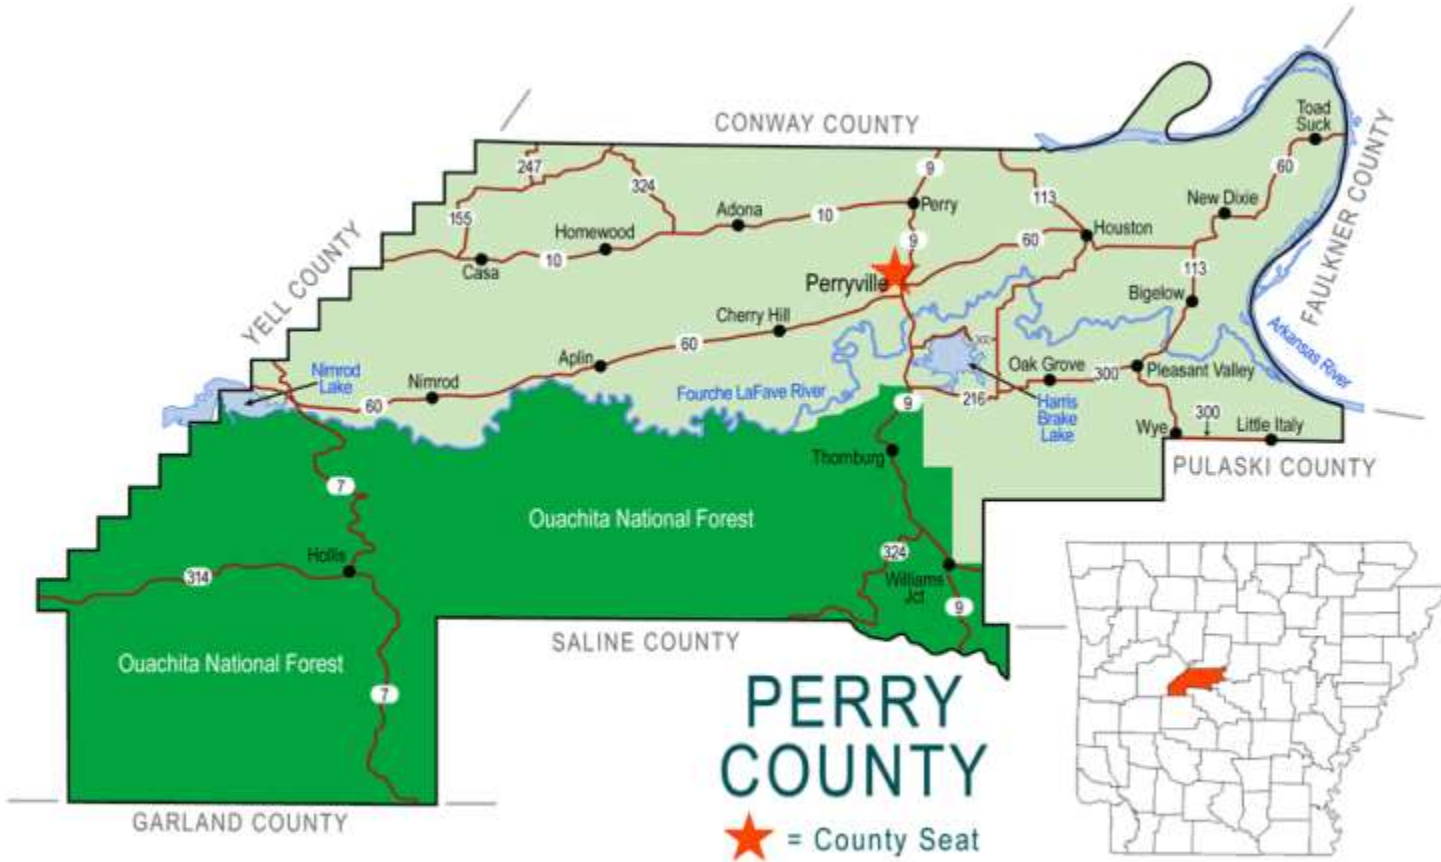 CONWAY COUNTY
Toad
Suck
FAULKNER COUNTY
YELL COUNTY
247
324
155
9
113
60
New Dixie
Adona
10
Perry
Houston
Homewood
9
60
Casa
10
Perryville
113
Bigelow
Cherry Hill
Arkansas River
Nimrod
Lake
Aplin
60
Oak Grove
300
Pleasant Valley
Nimrod
60
Fourche LaFave River
9
216
Harris
Brake
Lake
300
Wye
Little Italy
Thornburg
PULASKI COUNTY
7
Ouachita National Forest
Hollis
314
324
Williams
Jct
9
SALINE COUNTY
Ouachita National Forest
7
GARLAND COUNTY
PERRY
COUNTY
= County Seat